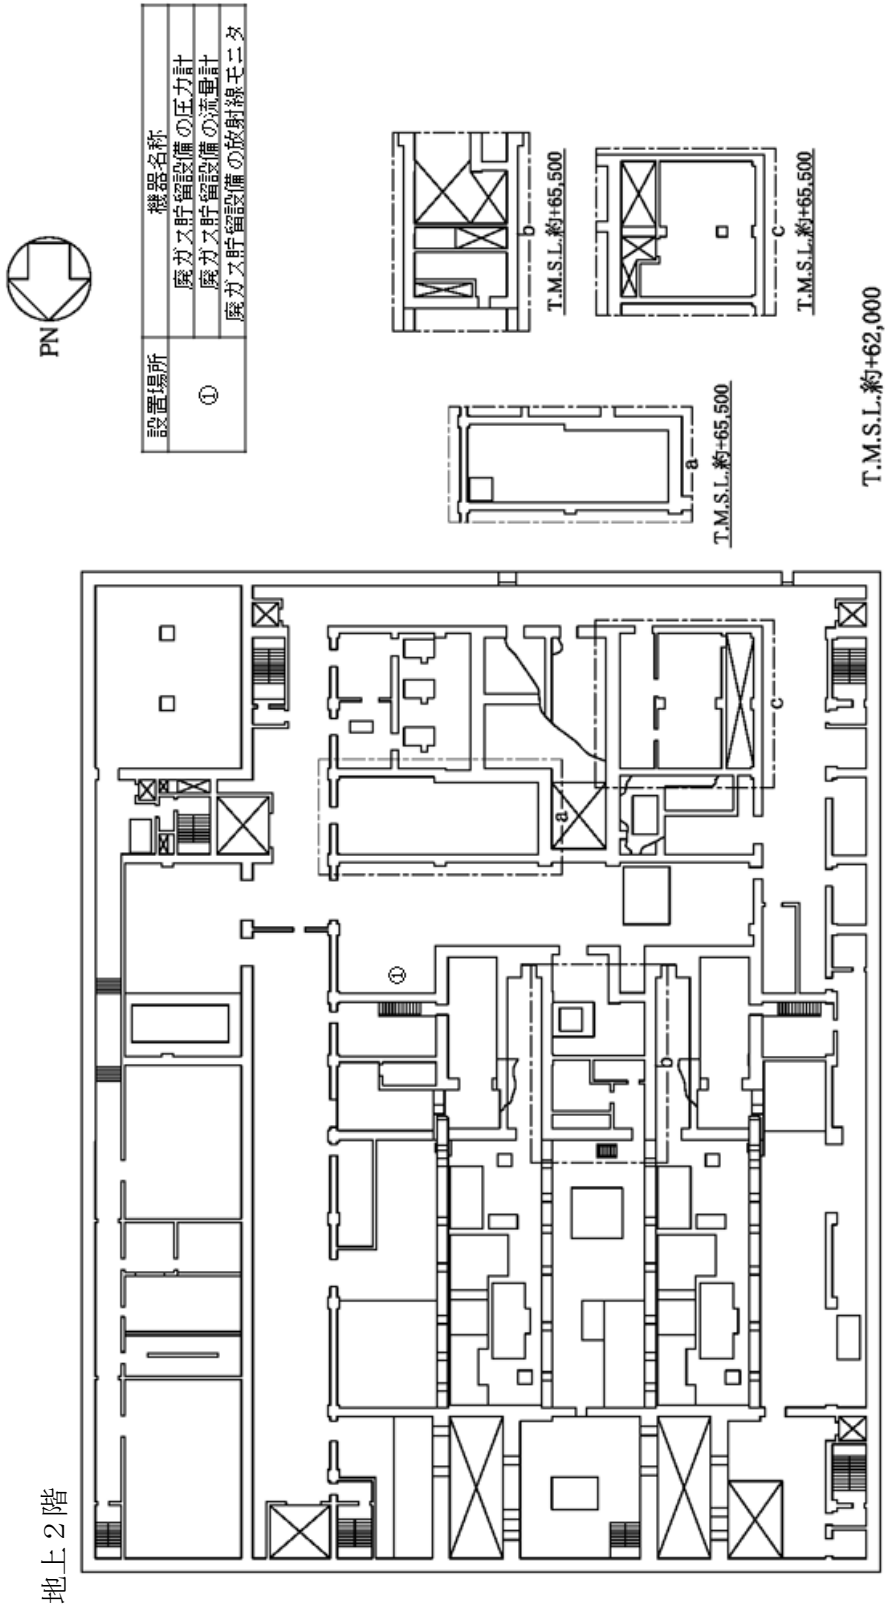 地上２階
PN
設置場所 機器名称
① 廃ガス貯留設備の圧力計
廃ガス貯留設備の流量計
廃ガス貯留設備の放射線モニタ
①
a
b
c
a
T.M.S.L.約+65,500
b
T.M.S.L.約+65,500
c
T.M.S.L.約+65,500
T.M.S.L.約+62,000